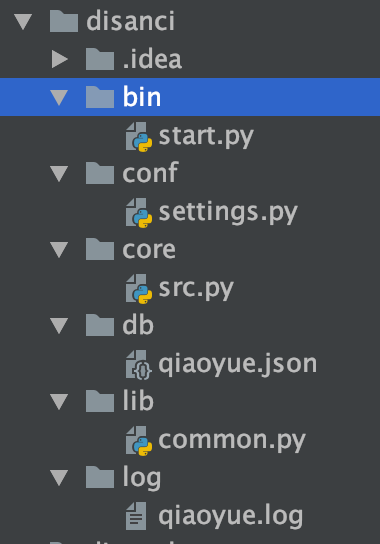 disanci
.idea
bin
start.py
conf
settings.py
core
src.py
db
qiaoyue.json
lib
common.py
log
qiaoyue.log